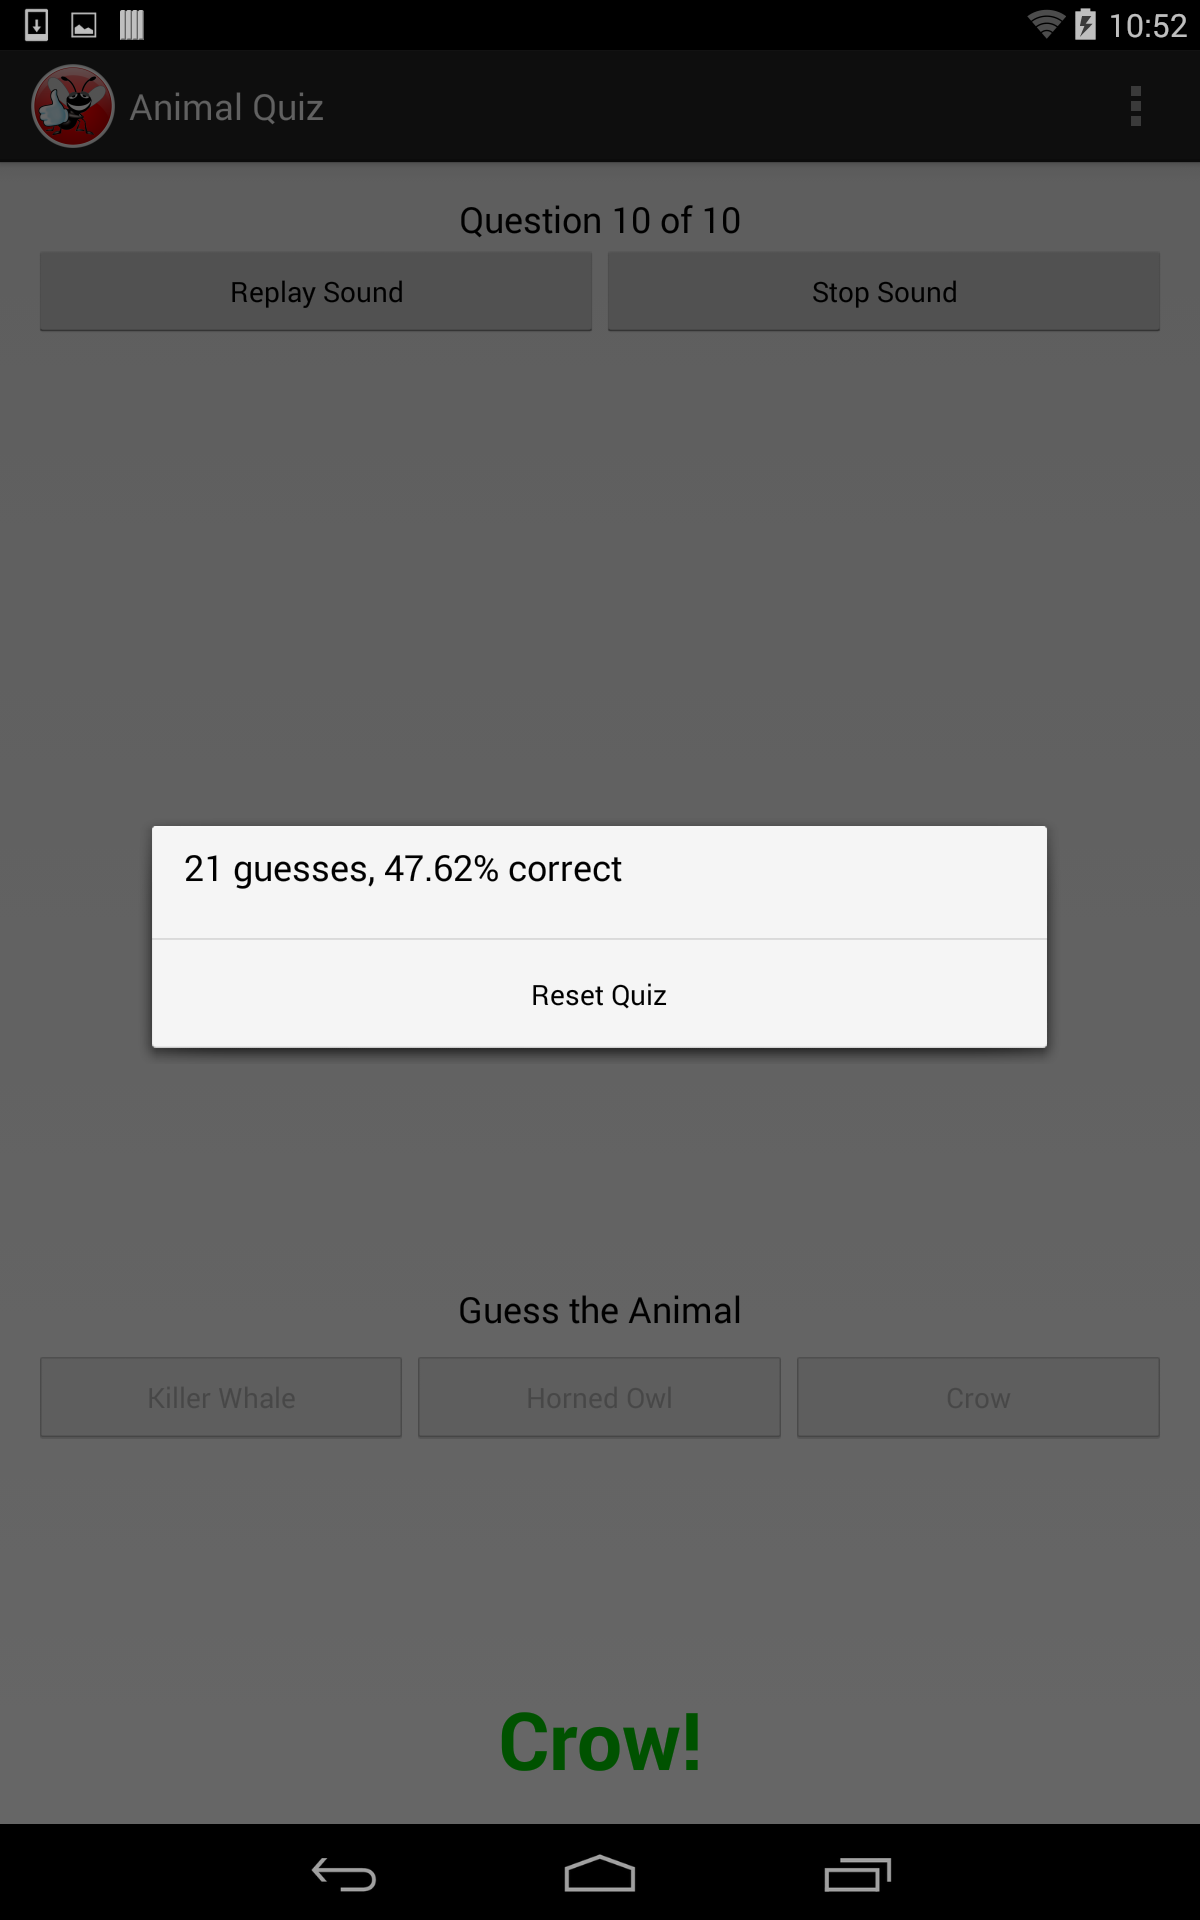 10:52
Animal Quiz
Question 10 of 10
Replay Sound
Stop Sound
21 guesses, 47.62% correct
Reset Quiz
Guess the Animal
Killer Whale
Horned Owl
Crow
Crow!